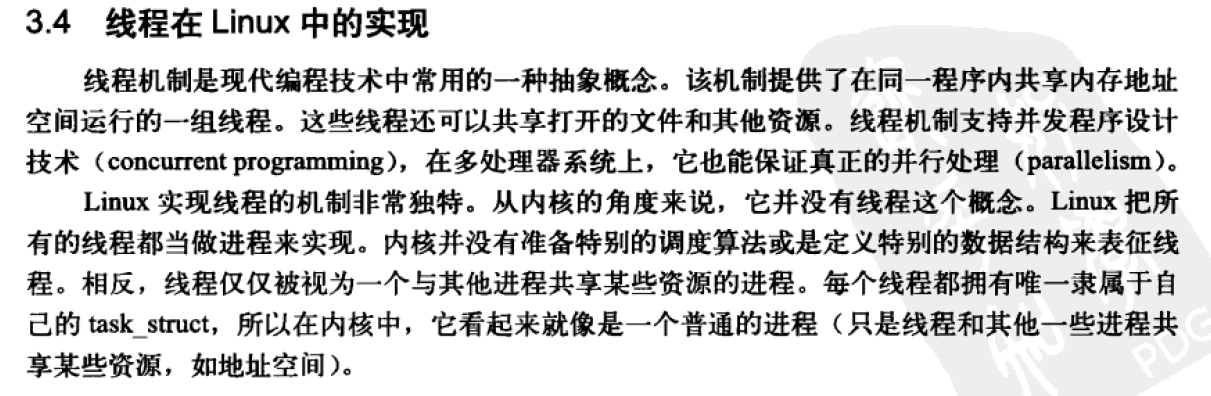 3.4 线程在 Linux 中的实现
线程机制是现代编程技术中常用的一种抽象概念。该机制提供了在同一程序内共享内存地址
空间运行的一组线程。这些线程还可以共享打开的文件和其他资源。线程机制支持并发程序设计
技术（concurrent programming），在多处理器系统上，它也能保证真正的并行处理（parallelism）。
Linux 实现线程的机制非常独特。从内核的角度来说，它并没有线程这个概念。Linux 把所
有的线程都当做进程来实现。内核并没有准备特别的调度算法或是定义特别的数据结构来表征线
程。相反，线程仅仅被视为一个与其他进程共享某些资源的进程。每个线程都拥有唯一隶属于自
己的 task_struct，所以在内核中，它看起来就像是一个普通的进程（只是线程和其他一些进程共
享某些资源，如地址空间）。
PDG